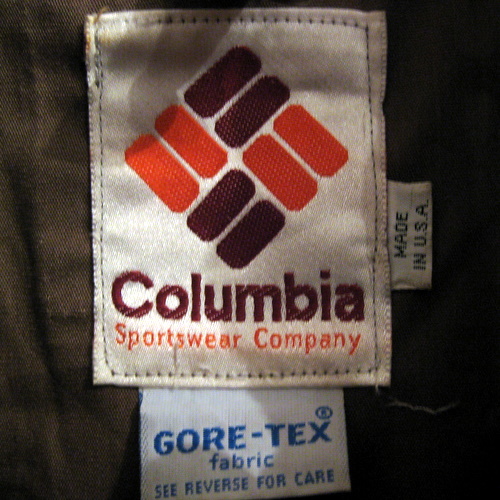 Columbia
Sportswear Company
MADE
IN U.S.A.
GORE-TEX®
fabric
SEE REVERSE FOR CARE